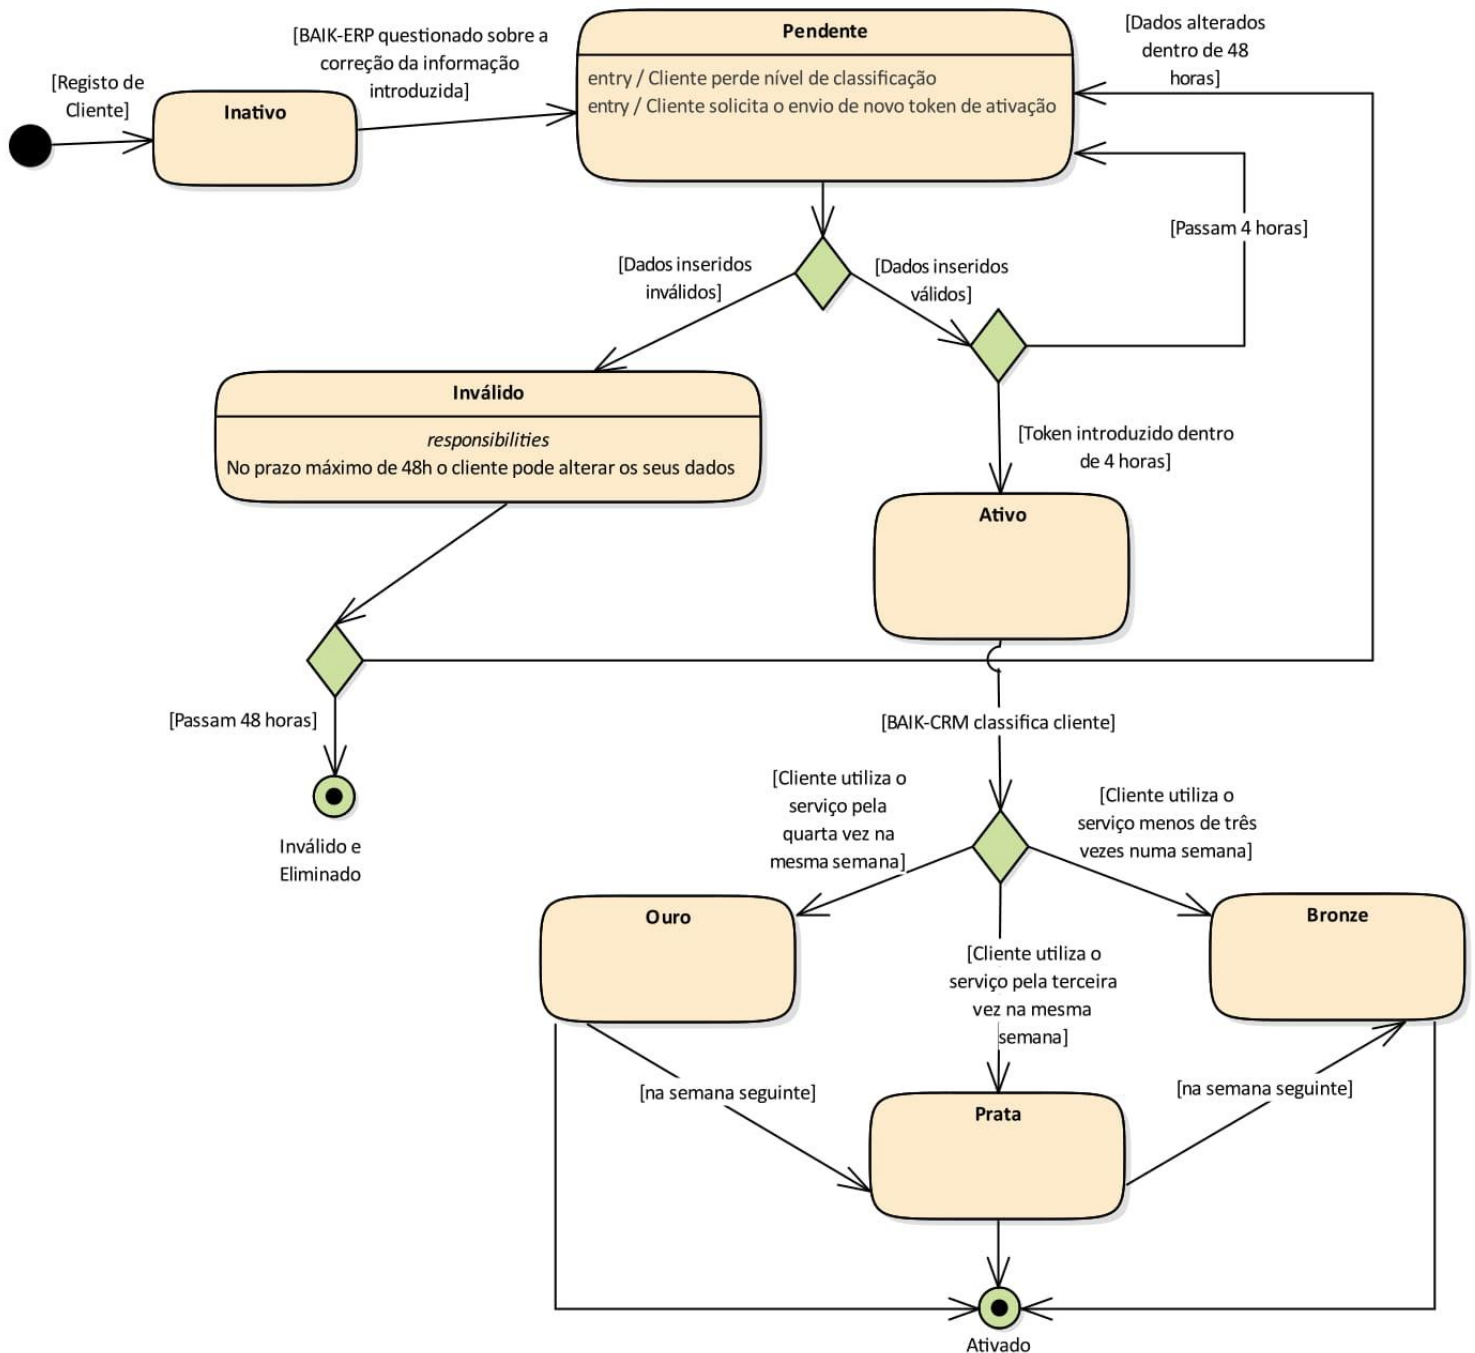 [Registo de
Cliente]
Inativo
[BAIK-ERP questionado sobre a
correção da informação
introduzida]
Pendente
entry / Cliente perde nível de classificação
entry / Cliente solicita o envio de novo token de ativação
[Dados alterados
dentro de 48
horas]
[Passam 4 horas]
[Dados inseridos
inválidos]
[Dados inseridos
válidos]
Inválido
responsibilities
No prazo máximo de 48h o cliente pode alterar os seus dados
[Token introduzido dentro
de 4 horas]
Ativo
[Passam 48 horas]
Inválido e
Eliminado
[BAIK-CRM classifica cliente]
[Cliente utiliza o
serviço pela
quarta vez na
mesma semana]
[Cliente utiliza o
serviço menos de três
vezes numa semana]
Ouro
[Cliente utiliza o
serviço pela terceira
vez na mesma
semana]
Bronze
[na semana seguinte]
[na semana seguinte]
Prata
Ativado